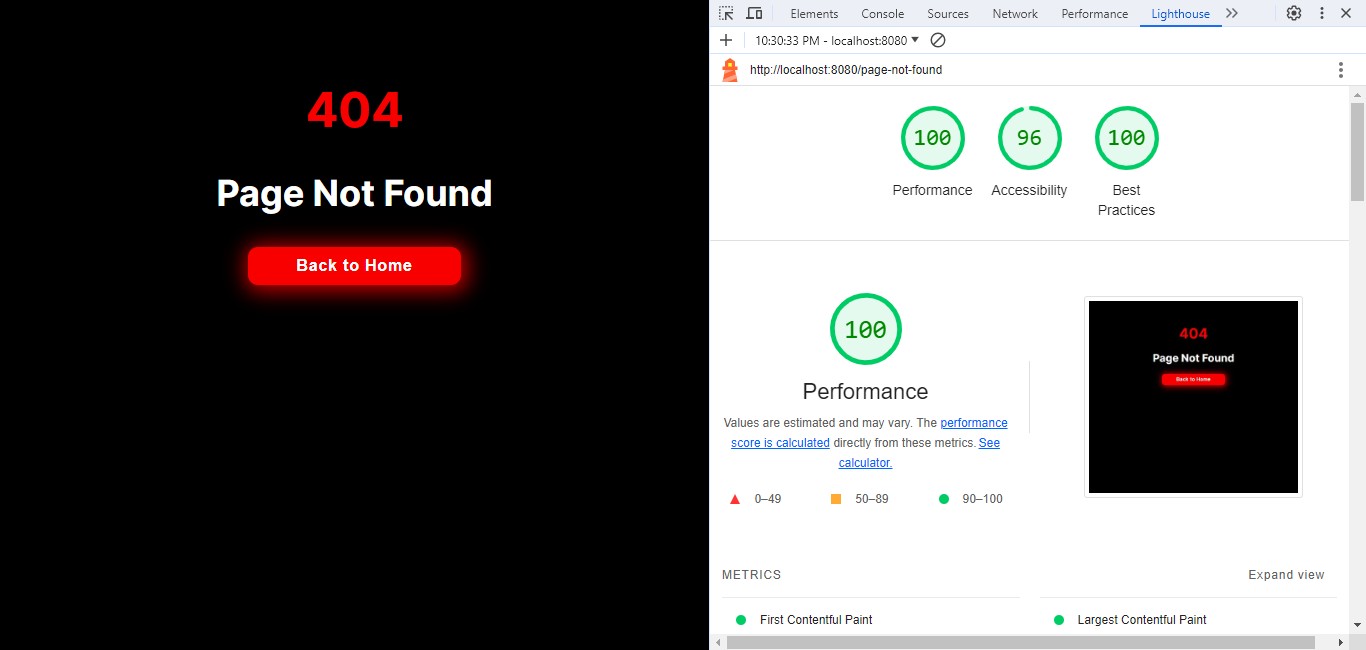 404
Page Not Found
Back to Home
Elements Console Sources Network Performance Lighthouse
10:30:33 PM - localhost:8080
http://localhost:8080/page-not-found
100 96 100
Performance Accessibility Best
Practices
100
Performance
Values are estimated and may vary. The performance
score is calculated directly from these metrics. See
calculator.
0–49 50–89 90–100
404
Page Not Found
Back to Home
METRICS Expand view
First Contentful Paint Largest Contentful Paint